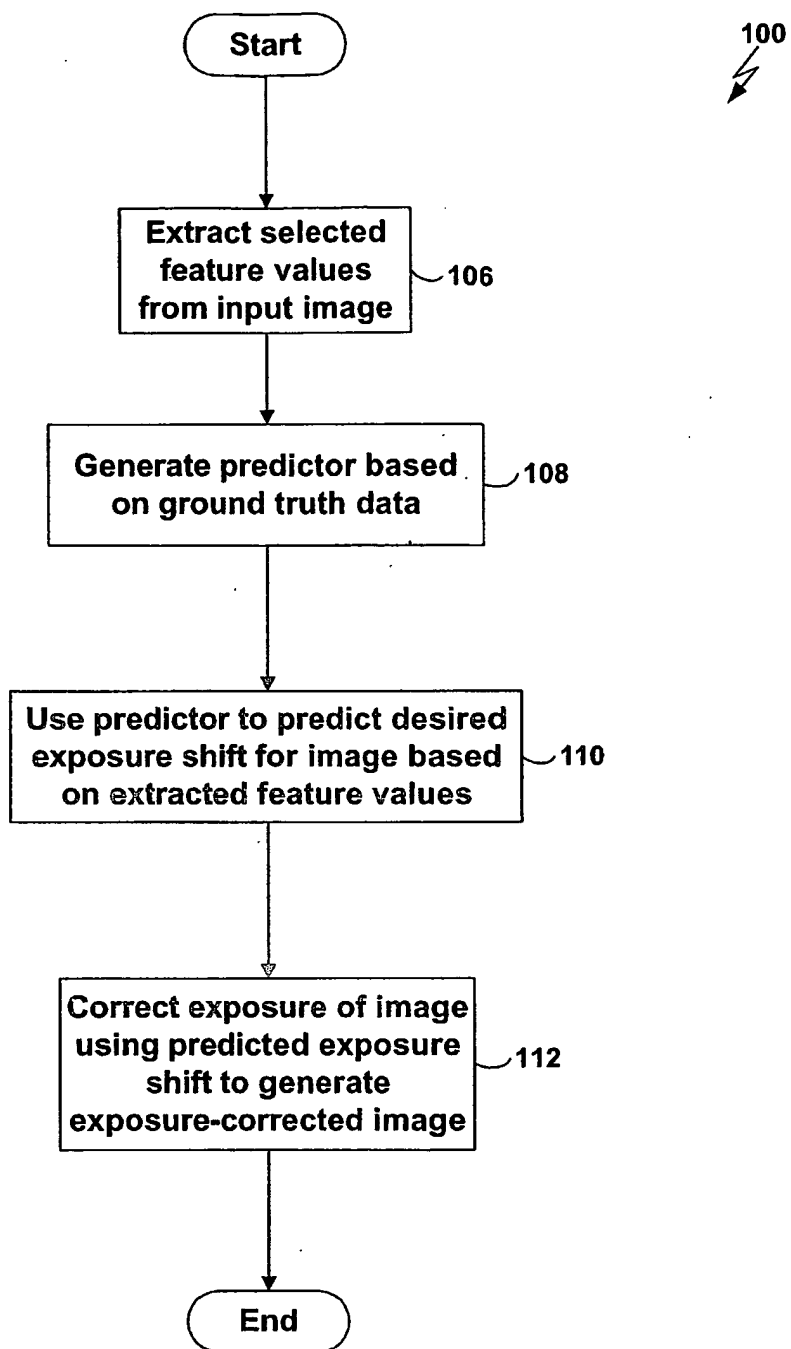 Start
100
Extract selected
feature values
from input image
106
Generate predictor based
on ground truth data
108
Use predictor to predict desired
exposure shift for image based
on extracted feature values
110
Correct exposure of image
using predicted exposure
shift to generate
exposure-corrected image
112
End